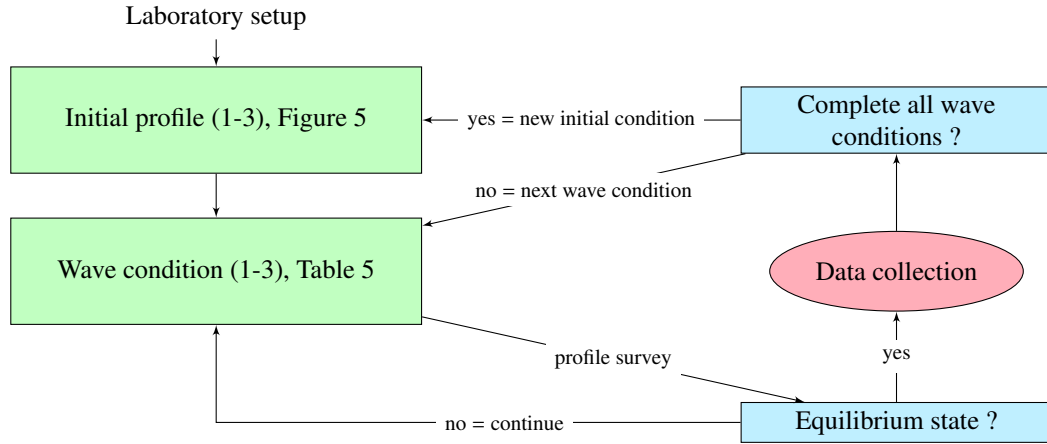 Laboratory setup
Initial profile (1-3), Figure 5
yes = new initial condition
Complete all wave
conditions ?
no = next wave condition
Wave condition (1-3), Table 5
Data collection
profile survey
yes
no = continue
Equilibrium state ?